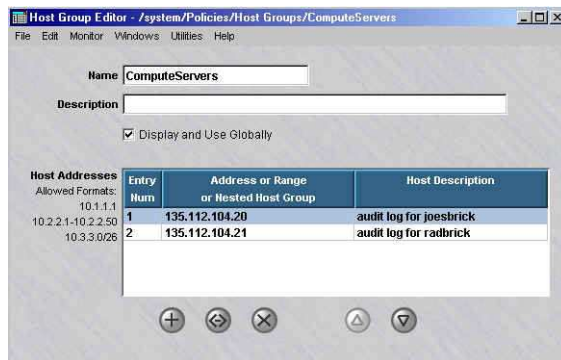 Host Group Editor - /system/Policies/Host Groups/ComputeServers
File Edit Monitor Windows Utilities Help
Name ComputeServers
Description
Display and Use Globally
Host Addresses
Allowed Formats:
10.1.1.1
10.2.2.1-10.2.2.50
10.3.3.0/26
Entry Num Address or Range or Nested Host Group Host Description
1 135.112.104.20 audit log for joesbrick
2 135.112.104.21 audit log for radbrick